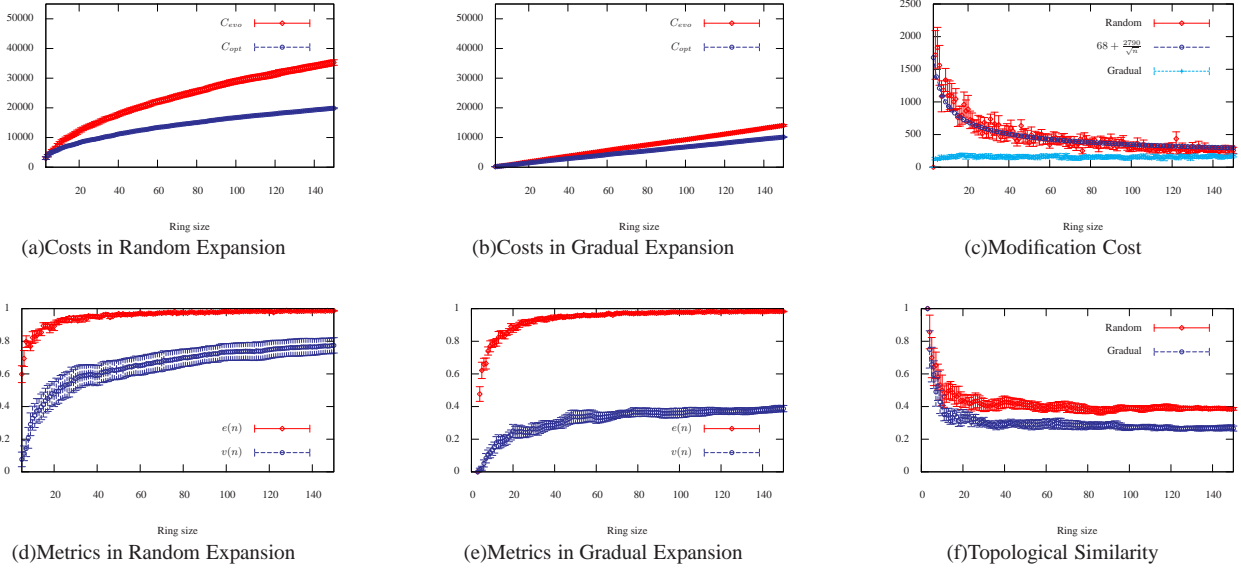 50000
40000
30000
20000
10000
0
20 40 60 80 100 120 140
Ring size
C_evo
C_opt
(a)Costs in Random Expansion
50000
40000
30000
20000
10000
0
20 40 60 80 100 120 140
Ring size
C_evo
C_opt
(b)Costs in Gradual Expansion
2500
2000
1500
1000
500
0
20 40 60 80 100 120 140
Ring size
Random
68 + 2790/√n
Gradual
(c)Modification Cost
1
0.8
0.6
0.4
0.2
0
20 40 60 80 100 120 140
Ring size
e(n)
v(n)
(d)Metrics in Random Expansion
1
0.8
0.6
0.4
0.2
0
20 40 60 80 100 120 140
Ring size
e(n)
v(n)
(e)Metrics in Gradual Expansion
1
0.8
0.6
0.4
0.2
0
0 20 40 60 80 100 120 140
Ring size
Random
Gradual
(f)Topological Similarity